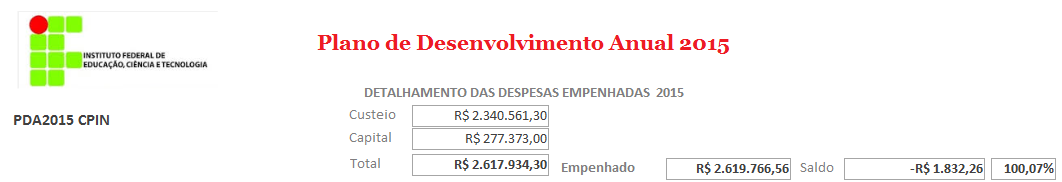 INSTITUTO FEDERAL DE
EDUCAÇÃO, CIÊNCIA E TECNOLOGIA
Plano de Desenvolvimento Anual 2015
DETALHAMENTO DAS DESPESAS EMPENHADAS 2015
PDA2015 CPIN
Custeio R$ 2.340.561,30
Capital R$ 277.373,00
Total R$ 2.617.934,30 Empenhado R$ 2.619.766,56 Saldo -R$ 1.832,26 100,07%